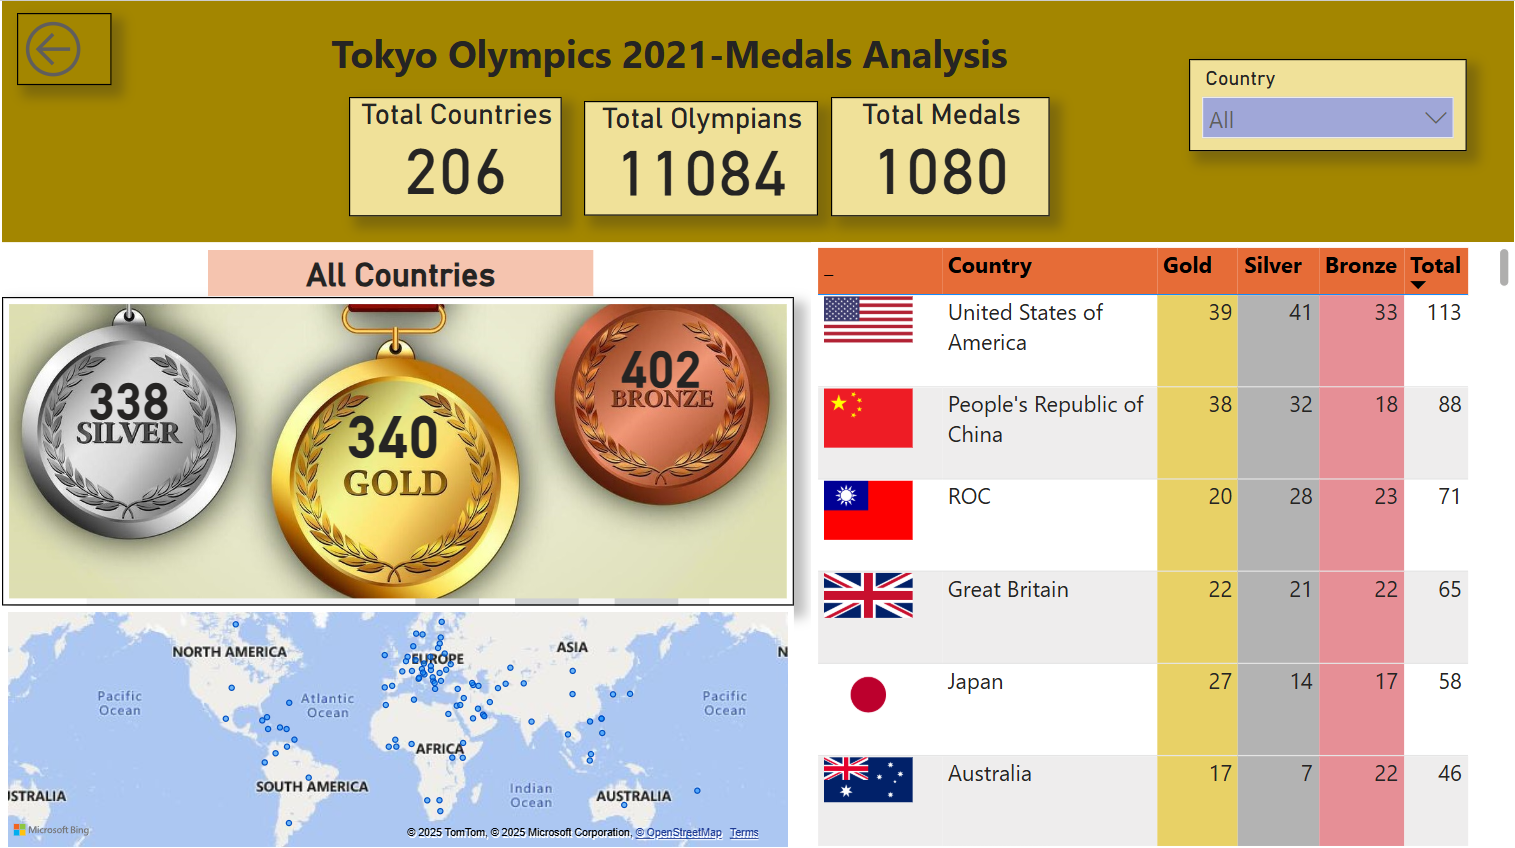 Tokyo Olympics 2021-Medals Analysis
Total Countries
206
Total Olympians
11084
Total Medals
1080
Country
All
All Countries
338
SILVER
340
GOLD
402
BRONZE
_ Country Gold Silver Bronze Total
United States of America 39 41 33 113
People's Republic of China 38 32 18 88
ROC 20 28 23 71
Great Britain 22 21 22 65
Japan 27 14 17 58
Australia 17 7 22 46
NORTH AMERICA
EUROPE
ASIA
N
Pacific
Ocean
Atlantic
Ocean
Pacific
Ocean
AFRICA
SOUTH AMERICA
Indian
Ocean
AUSTRALIA
JSTRALIA
Microsoft Bing
© 2025 TomTom, © 2025 Microsoft Corporation, © OpenStreetMap Terms